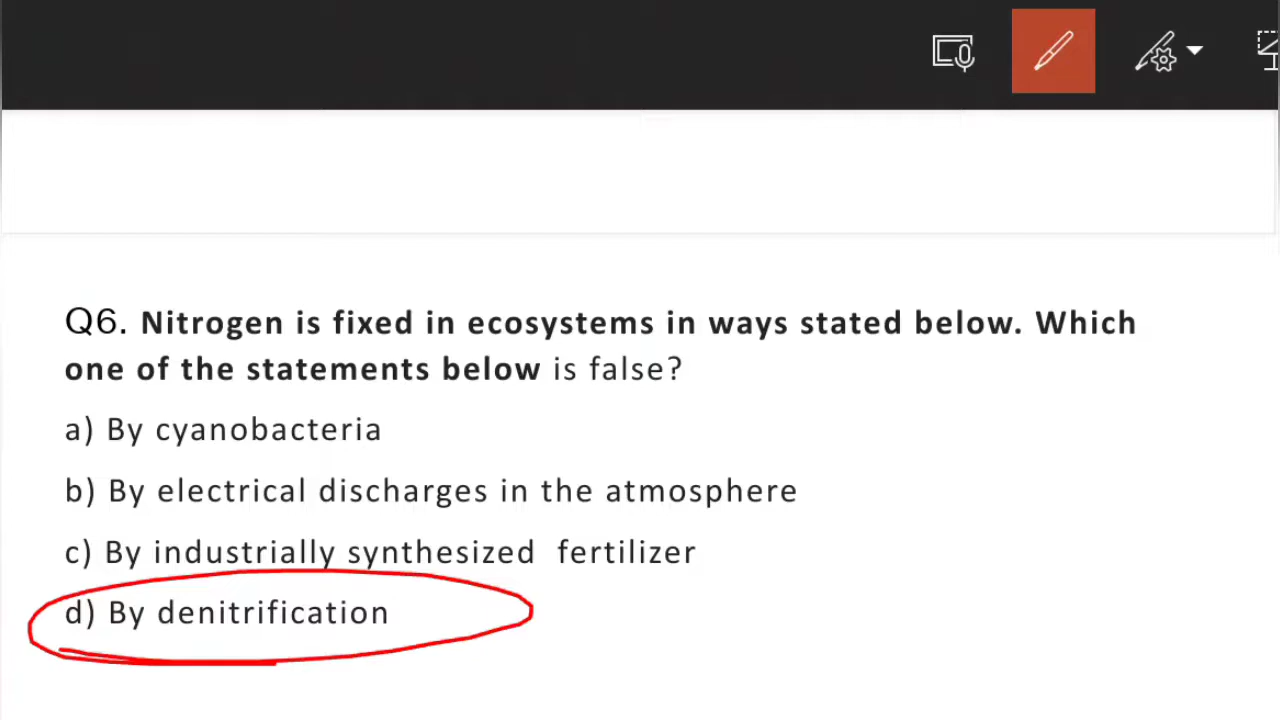 Q6. Nitrogen is fixed in ecosystems in ways stated below. Which
one of the statements below is false?
a) By cyanobacteria
b) By electrical discharges in the atmosphere
c) By industrially synthesized fertilizer
d) By denitrification